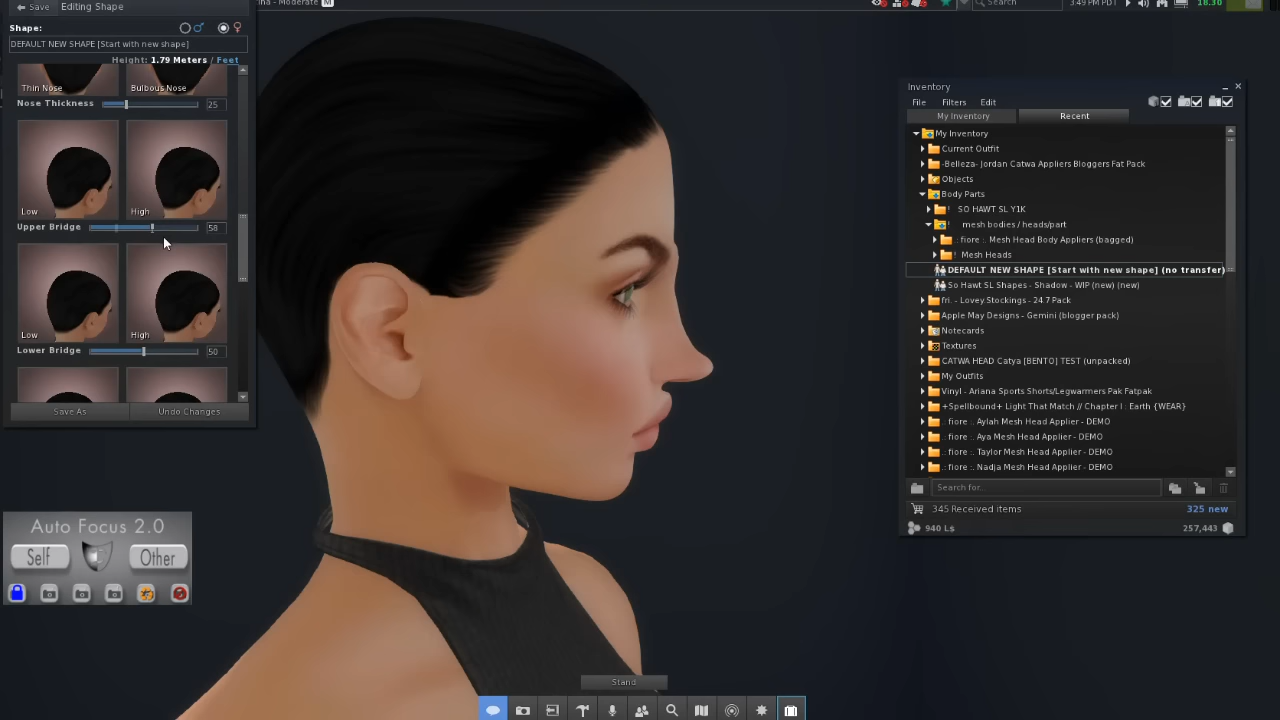 Save Editing Shape
Shape:
DEFAULT NEW SHAPE [Start with new shape]
Height: 1.79 Meters / Feet
Thin Nose Bulbous Nose
Nose Thickness 25
Low High
Upper Bridge 58
Low High
Lower Bridge 50
Save As Undo Changes
- Moderate M
Search 3:49 PM PDT 18.30
Auto Focus 2.0
Self Other
Stand
Inventory
File Filters Edit
My Inventory Recent
My Inventory
Current Outfit
-Belleza- Jordan Catwa Appliers Bloggers Fat Pack
Objects
Body Parts
! SO HAWT SL Y1K
! mesh bodies / heads/part
:: fiore :. Mesh Head Body Appliers (bagged)
! Mesh Heads
DEFAULT NEW SHAPE [Start with new shape] (no transfer)
So Hawt SL Shapes - Shadow - WIP (new) (new)
fri. - Lovey.Stockings - 24.7 Pack
Apple May Designs - Gemini (blogger pack)
Notecards
Textures
CATWA HEAD Catya [BENTO] TEST (unpacked)
My Outfits
Vinyl - Ariana Sports Shorts/Legwarmers Pak Fatpak
+Spellbound+ Light That Match // Chapter I : Earth {WEAR}
.: fiore :. Aylah Mesh Head Applier - DEMO
.: fiore :. Aya Mesh Head Applier - DEMO
.: fiore :. Taylor Mesh Head Applier - DEMO
.: fiore :. Nadja Mesh Head Applier - DEMO
Search for...
345 Received items 325 new
940 L$ 257,443